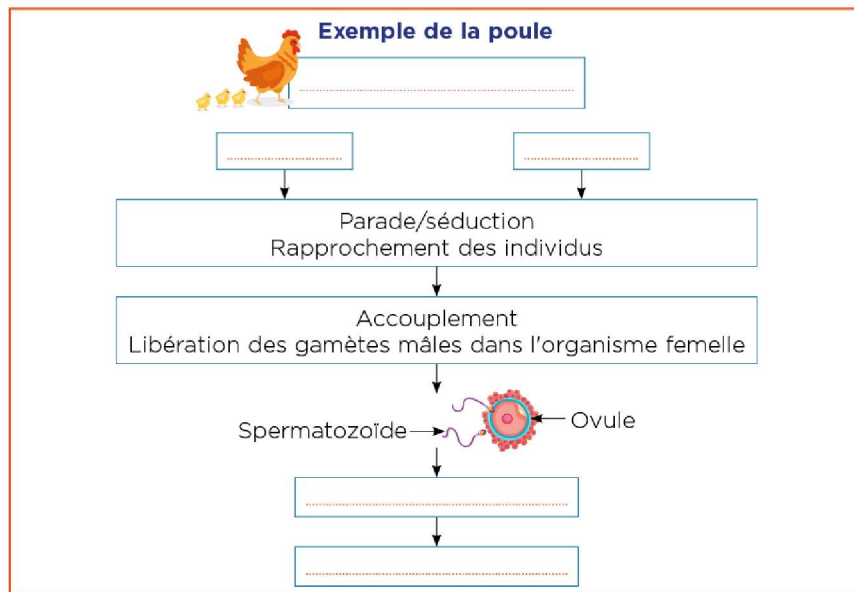 Exemple de la poule
Parade/séduction
Rapprochement des individus
Accouplement
Libération des gamètes mâles dans l'organisme femelle
Spermatozoïde
Ovule